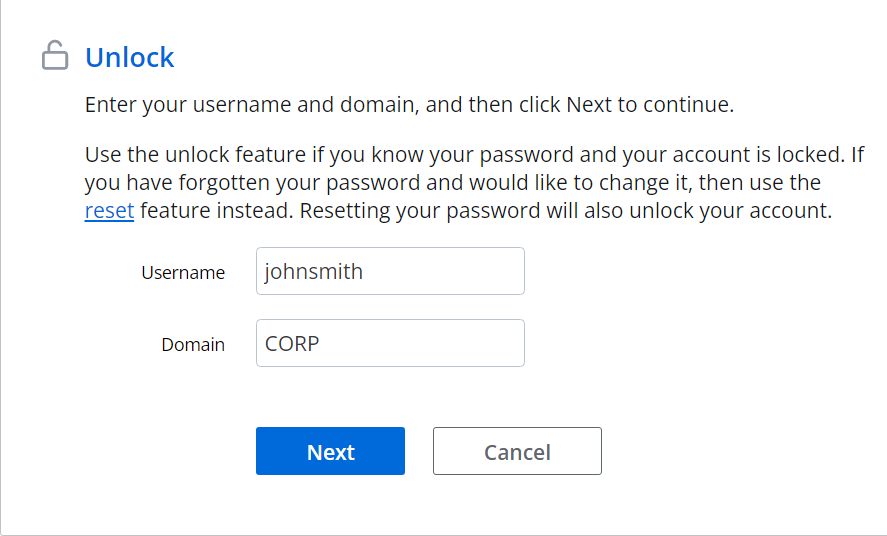 Unlock
Enter your username and domain, and then click Next to continue.
Use the unlock feature if you know your password and your account is locked. If
you have forgotten your password and would like to change it, then use the
reset feature instead. Resetting your password will also unlock your account.
Username johnsmith
Domain CORP
Next Cancel